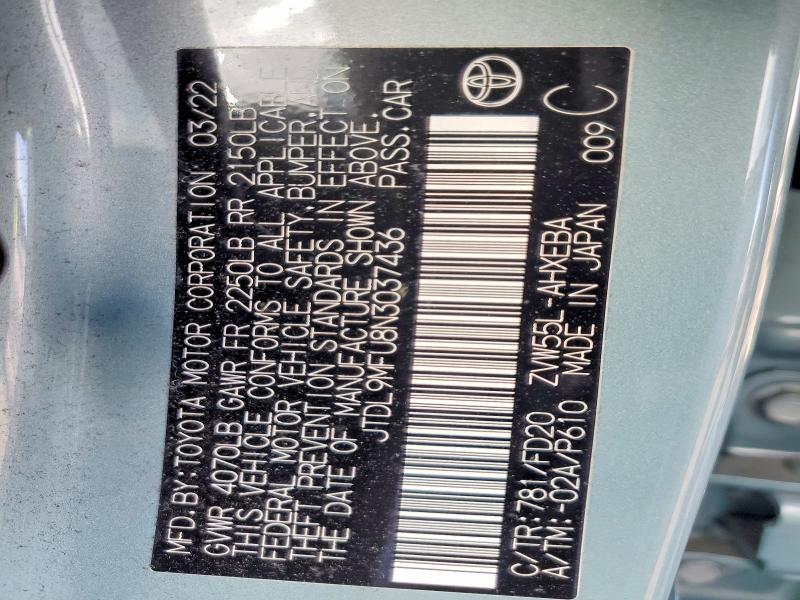 MFD.BY:TOYOTA MOTOR CORPORATION 03/22
GVWR 4070LB GAWR FR 2250LB RR 2150LB
THIS VEHICLE CONFORMS TO ALL APPLICABLE
FEDERAL MOTOR VEHICLE SAFETY, BUMPER, AND
THEFT PREVENTION STANDARDS IN EFFECT ON
THE DATE OF MANUFACTURE SHOWN ABOVE.
JTDL9MFU8N3037436 PASS.CAR
C/TR:781/FD20 ZVW55L-AHXEBA
A/TM:-02A/P610 MADE IN JAPAN 009 C